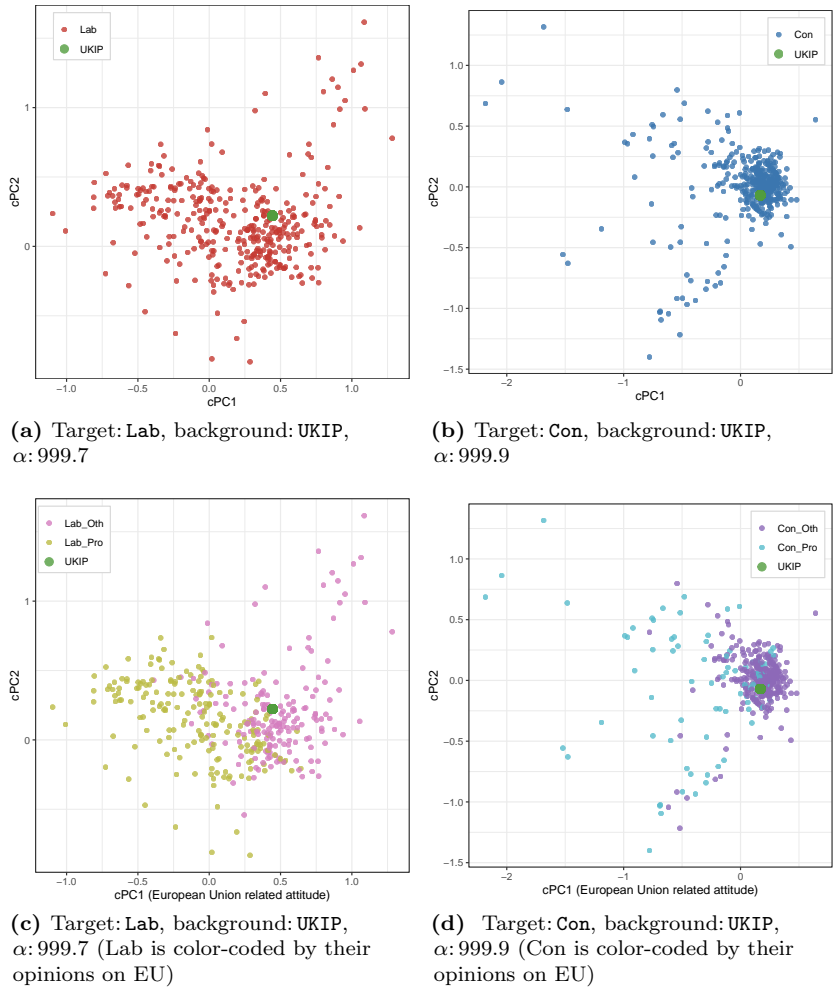 Lab
UKIP
1
0
cPC2
−1.0
−0.5
0.0
0.5
1.0
cPC1
(a) Target: Lab, background: UKIP,
α: 999.7
Con
UKIP
1.0
0.5
0.0
−0.5
−1.0
−1.5
cPC2
−2
−1
0
cPC1
(b) Target: Con, background: UKIP,
α: 999.9
Lab_Oth
Lab_Pro
UKIP
1
0
cPC2
−1.0
−0.5
0.0
0.5
1.0
cPC1 (European Union related attitude)
(c) Target: Lab, background: UKIP,
α: 999.7 (Lab is color-coded by their
opinions on EU)
Con_Oth
Con_Pro
UKIP
1.0
0.5
0.0
−0.5
−1.0
−1.5
cPC2
−2
−1
0
cPC1 (European Union related attitude)
(d) Target: Con, background: UKIP,
α: 999.9 (Con is color-coded by their
opinions on EU)